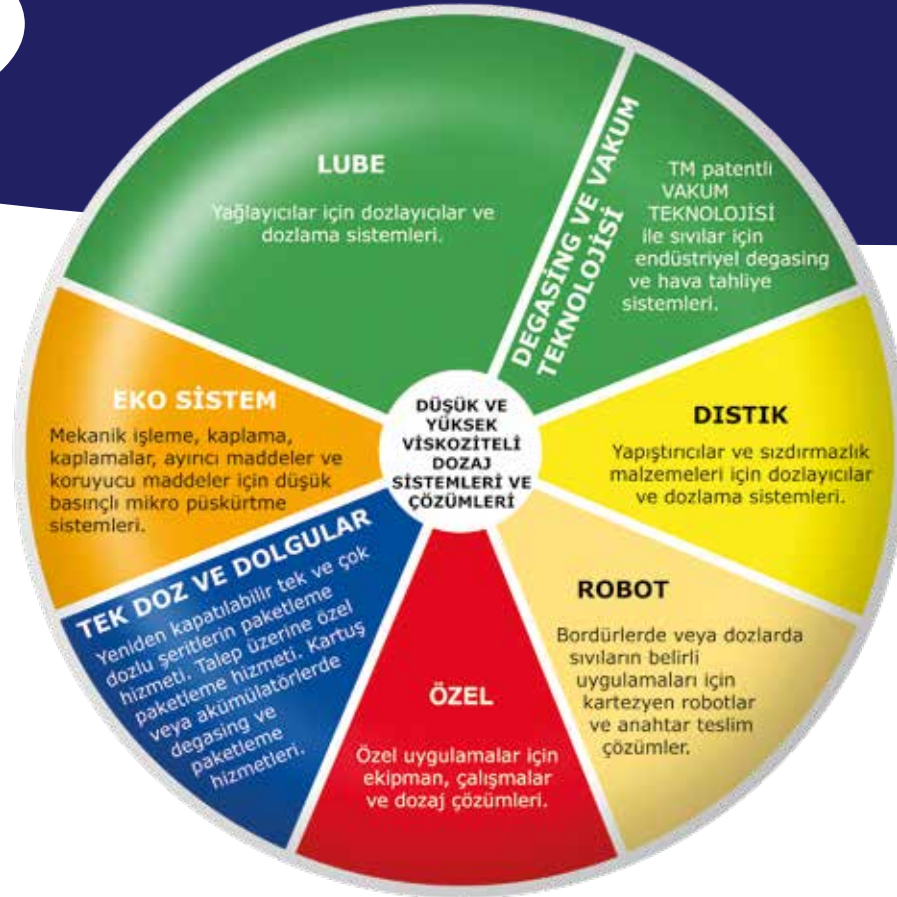 LUBE
Yağlayıcılar için dozlayıcılar ve
dozlama sistemleri.
DEGASİNG VE VAKUM
TEKNOLOJİSİ
TM patentli
VAKUM
TEKNOLOJİSİ
ile sıvılar için
endüstriyel degasing
ve hava tahliye
sistemleri.
EKO SİSTEM
Mekanik işleme, kaplama,
kaplamalar, ayırıcı maddeler ve
koruyucu maddeler için düşük
basınçlı mikro püskürtme
sistemleri.
DÜŞÜK VE
YÜKSEK
VİSKOZİTELİ
DOZAJ
SİSTEMLERİ VE
ÇÖZÜMLERİ
DISTIK
Yapıştırıcılar ve sızdırmazlık
malzemeleri için dozlayıcılar
ve dozlama sistemleri.
TEK DOZ VE DOLGULAR
Yeniden kapatılabilir tek ve çok
dozlu şeritlerin paketleme
hizmeti. Talep üzerine özel
paketleme hizmeti. Kartuş
veya akümülatörlerde
degasing ve
paketleme
hizmetleri.
ÖZEL
Özel uygulamalar için
ekipman, çalışmalar
ve dozaj çözümleri.
ROBOT
Bordürlerde veya dozlarda
sıvıların belirli
uygulamaları için
kartezyen robotlar
ve anahtar teslim
çözümler.